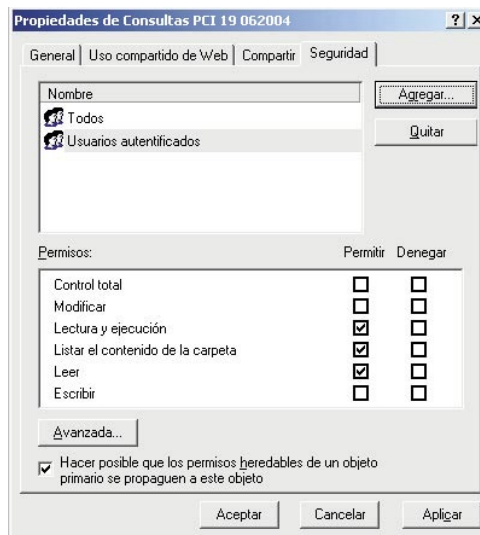 Propiedades de Consultas PCI 19 062004
General
Uso compartido de Web
Compartir
Seguridad
Nombre
Todos
Usuarios autentificados
Agregar...
Quitar
Permisos:
Permitir Denegar
Control total
Modificar
Lectura y ejecución
Listar el contenido de la carpeta
Leer
Escribir
Avanzada...
Hacer posible que los permisos heredables de un objeto
primario se propaguen a este objeto
Aceptar
Cancelar
Aplicar